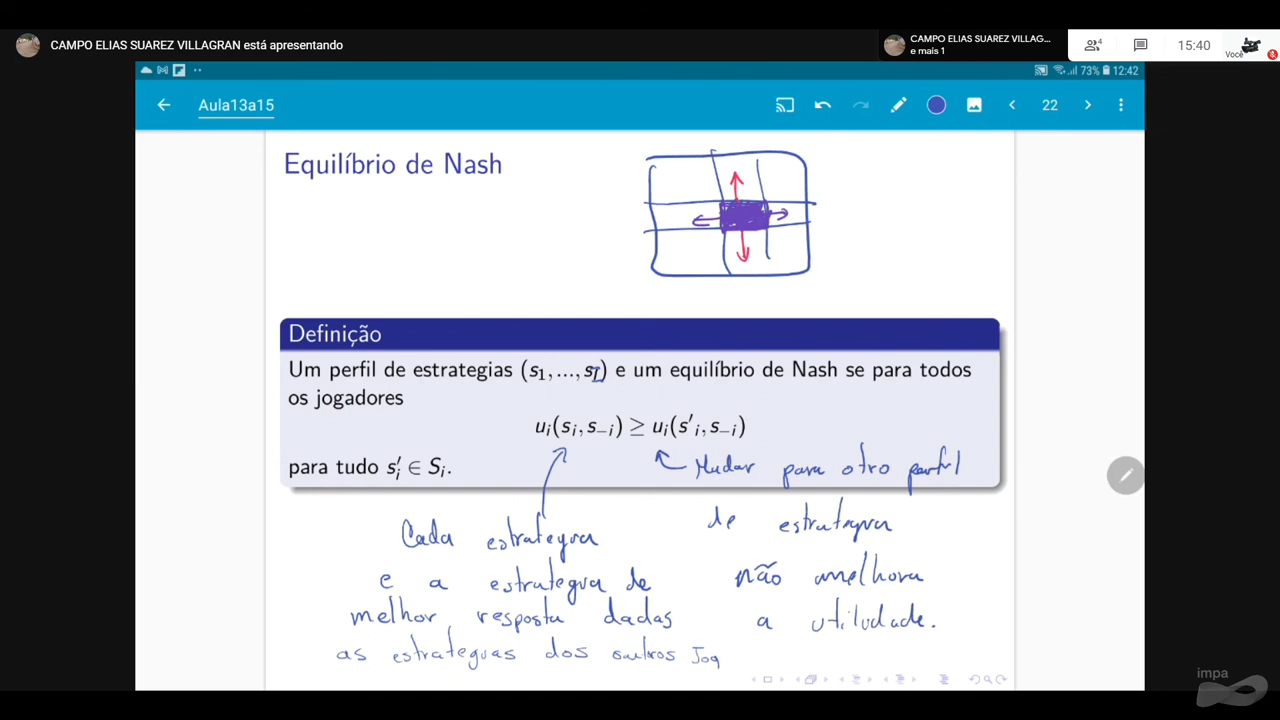 CAMPO ELIAS SUAREZ VILLAGRAN está apresentando
CAMPO ELIAS SUAREZ VILLAG...
e mais 1
4
15:40
Você
73% 12:42
Aula13a15
22
Equilíbrio de Nash
Definição
Um perfil de estrategias (s₁, ..., s_I) e um equilíbrio de Nash se para todos
os jogadores
uᵢ(sᵢ, s₋ᵢ) ≥ uᵢ(s′ᵢ, s₋ᵢ)
para tudo s′ᵢ ∈ Sᵢ.
Mudar para otro perfil
de estrategia
não melhora
a utilidade.
Cada estrategia
e a estrategia de
melhor resposta dadas
as estrategias dos outros Jog
impa